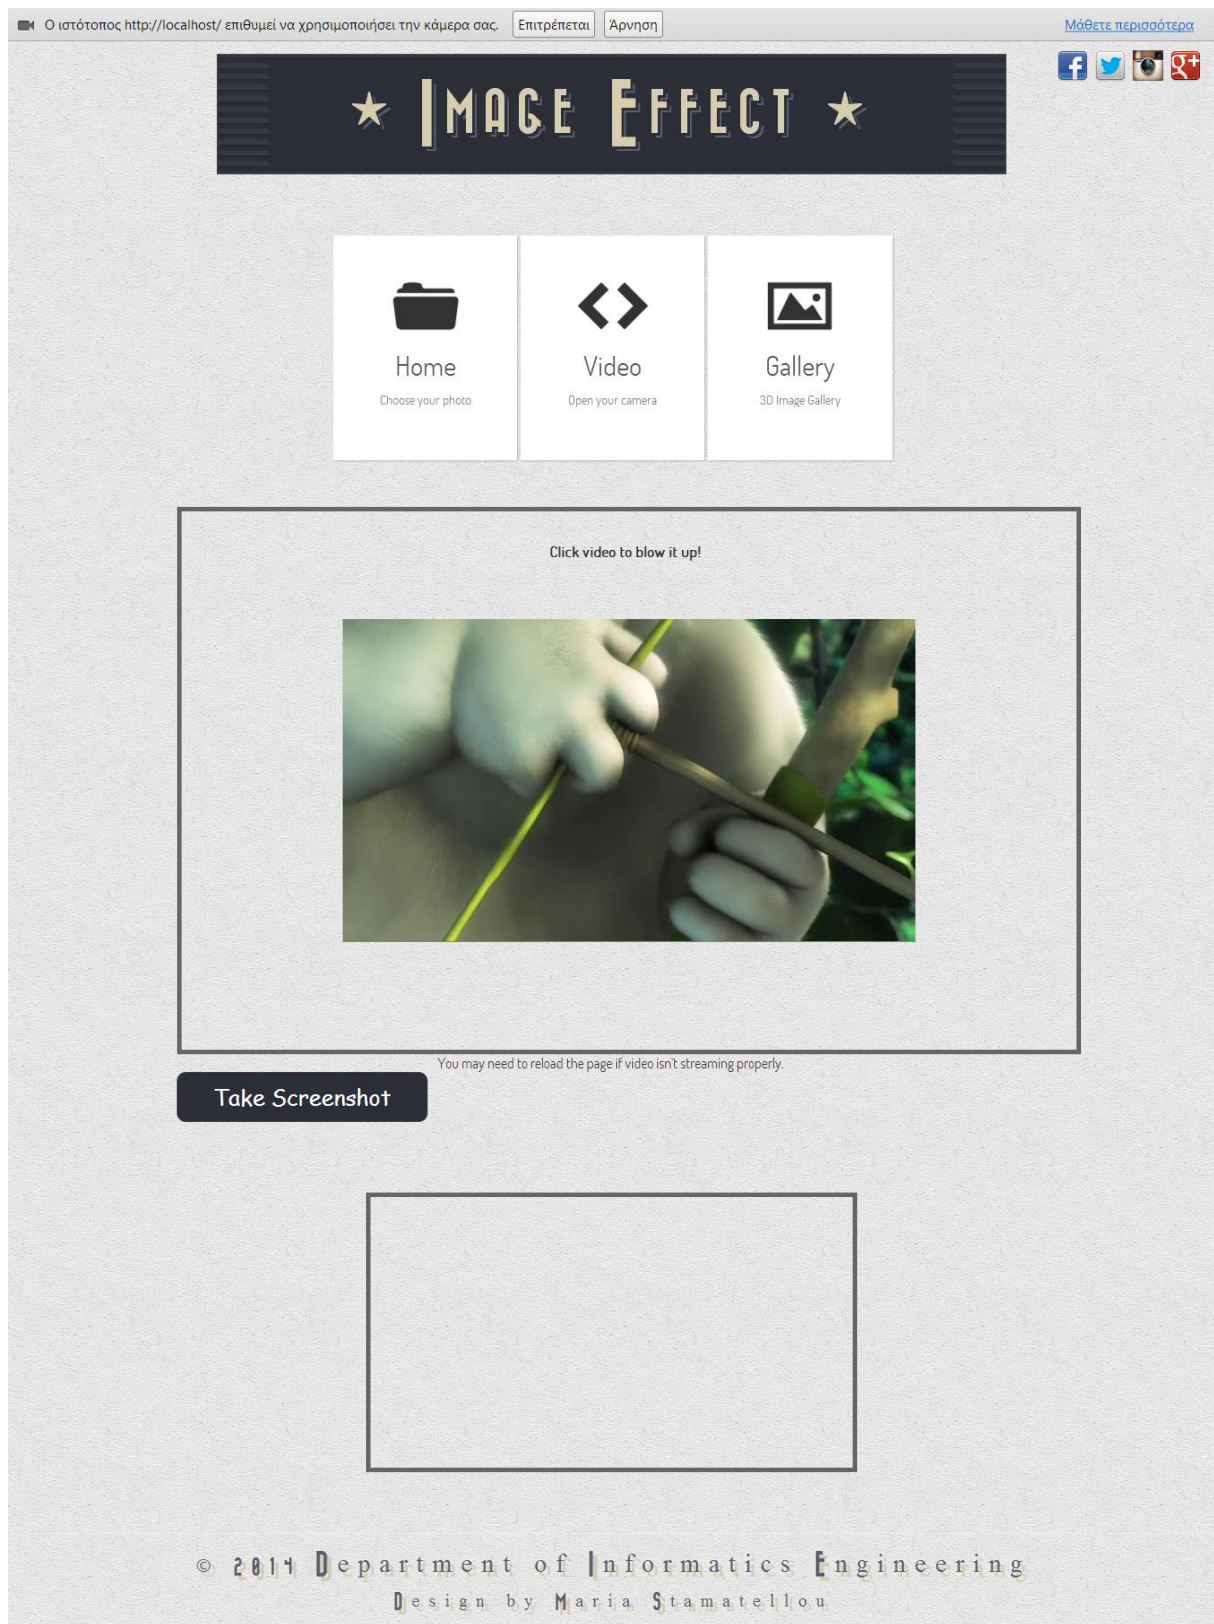 Ο ιστότοπος http://localhost/ επιθυμεί να χρησιμοποιήσει την κάμερα σας. Επιτρέπεται Άρνηση Μάθετε περισσότερα
★ IMAGE EFFECT ★
Home Video Gallery
Choose your photo Open your camera 3D Image Gallery
Click video to blow it up!
You may need to reload the page if video isn't streaming properly.
Take Screenshot
© 2014 Department of Informatics Engineering
Design by Maria Stamatellou